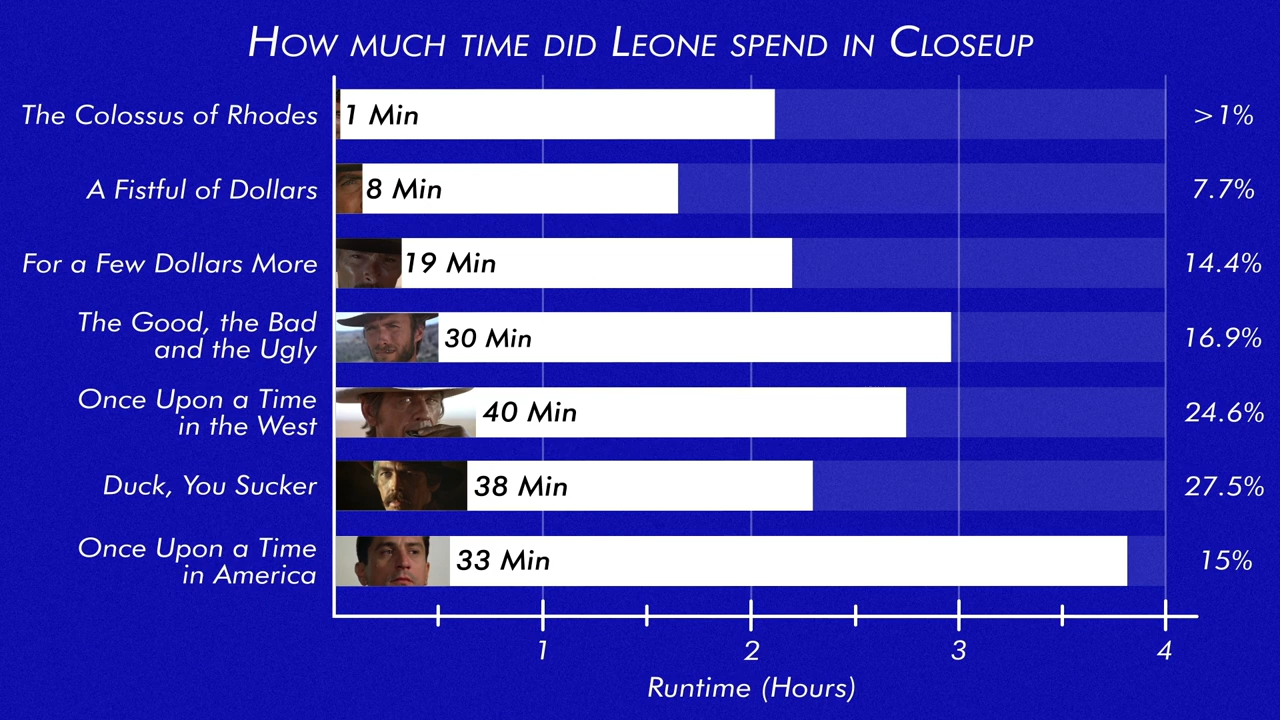 How much time did Leone spend in Closeup
The Colossus of Rhodes
1 Min
>1%
A Fistful of Dollars
8 Min
7.7%
For a Few Dollars More
19 Min
14.4%
The Good, the Bad
and the Ugly
30 Min
16.9%
Once Upon a Time
in the West
40 Min
24.6%
Duck, You Sucker
38 Min
27.5%
Once Upon a Time
in America
33 Min
15%
1 2 3 4
Runtime (Hours)